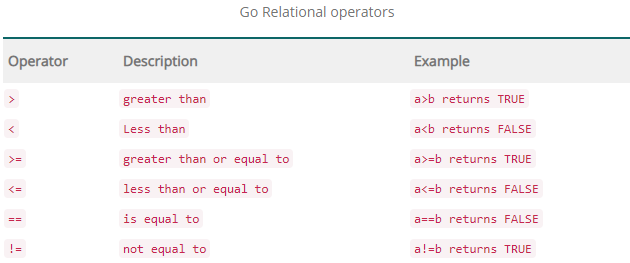 Go Relational operators
Operator Description Example
> greater than a>b returns TRUE
< Less than a<b returns FALSE
>= greater than or equal to a>=b returns TRUE
<= less than or equal to a<=b returns FALSE
== is equal to a==b returns FALSE
!= not equal to a!=b returns TRUE